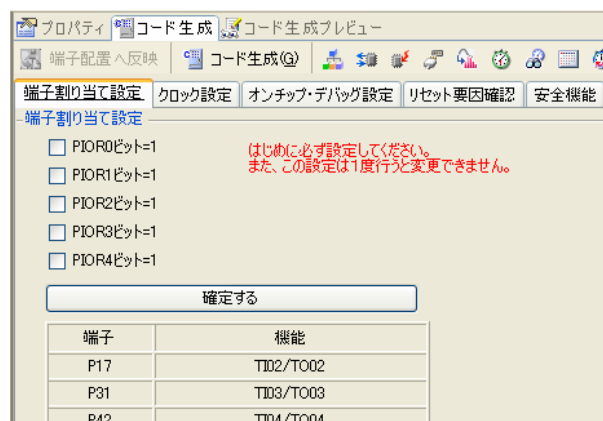 プロパティ コード生成 コード生成プレビュー
端子配置へ反映 コード生成(G)
端子割り当て設定 クロック設定 オンチップ・デバッグ設定 リセット要因確認 安全機能
端子割り当て設定
PIOR0ビット=1
はじめに必ず設定してください。
PIOR1ビット=1
また、この設定は1度行うと変更できません。
PIOR2ビット=1
PIOR3ビット=1
PIOR4ビット=1
確定する
端子 機能
P17 TI02/TO02
P31 TI03/TO03
P42 TI04/TO04